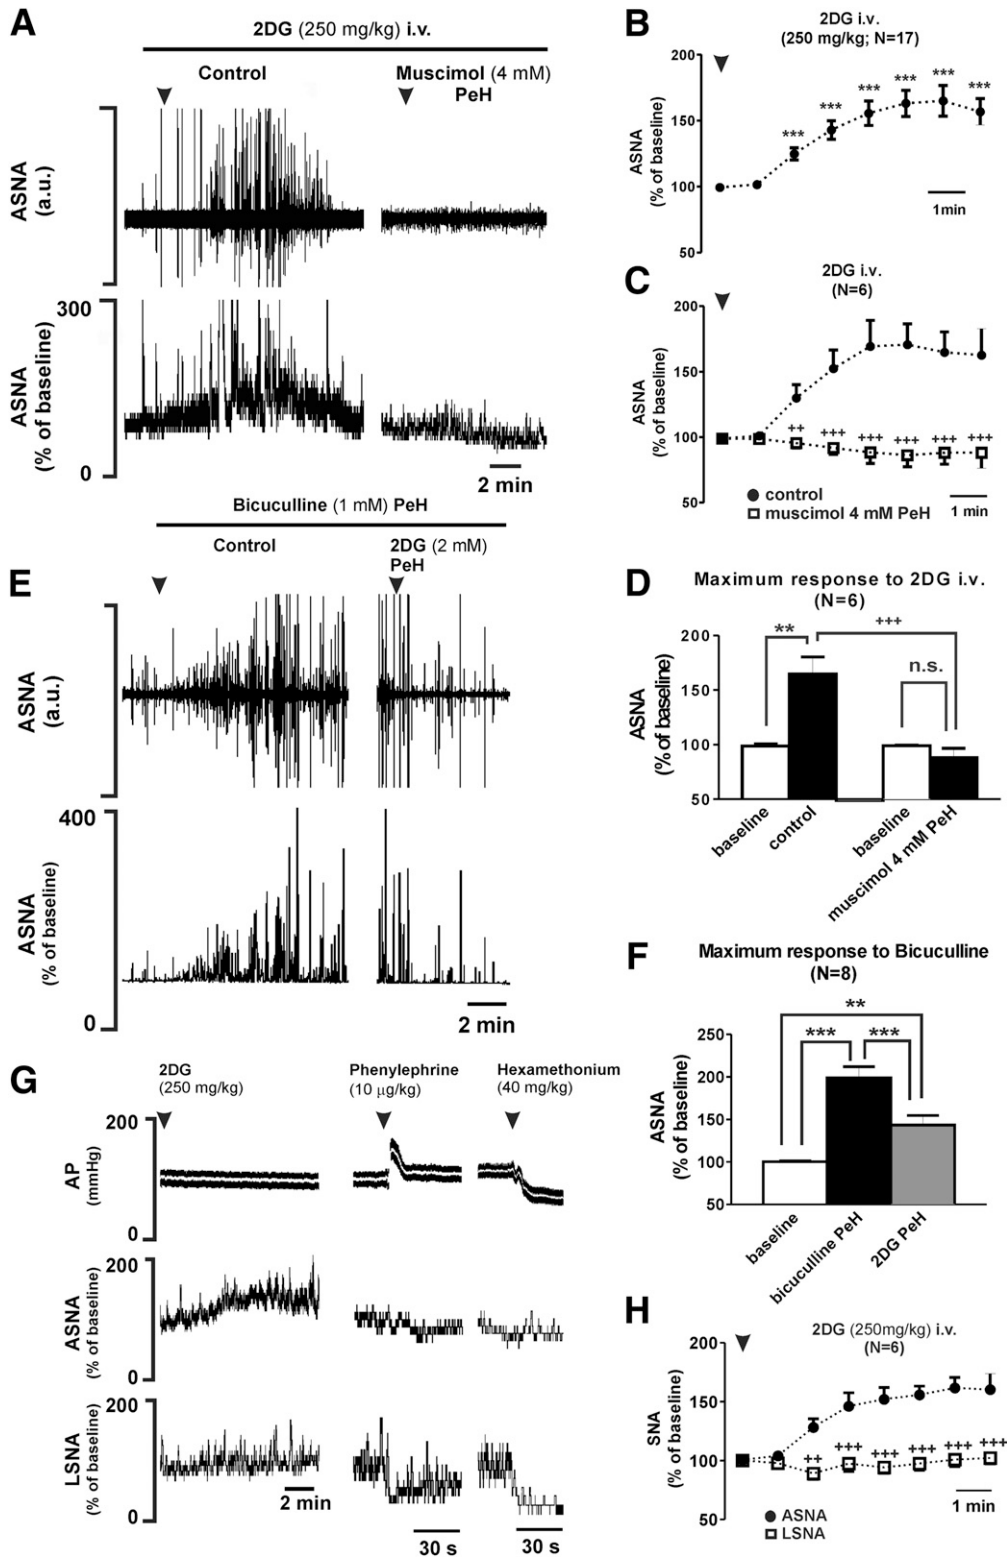 A
2DG (250 mg/kg) i.v.
Control
Muscimol (4 mM)
PeH
ASNA
(a.u.)
300
ASNA
(% of baseline)
0
2 min
B
2DG i.v.
(250 mg/kg; N=17)
200
150
100
50
ASNA
(% of baseline)
***
***
***
***
***
***
1min
C
2DG i.v.
(N=6)
200
150
100
50
ASNA
(% of baseline)
++
+++
+++
+++
+++
+++
control
muscimol 4 mM PeH
1 min
D
Maximum response to 2DG i.v.
(N=6)
200
150
100
50
ASNA
(% of baseline)
**
+++
n.s.
baseline
control
baseline
muscimol 4 mM PeH
E
Bicuculline (1 mM) PeH
Control
2DG (2 mM)
PeH
ASNA
(a.u.)
400
ASNA
(% of baseline)
0
2 min
F
Maximum response to Bicuculline
(N=8)
250
200
150
100
50
ASNA
(% of baseline)
**
***
***
baseline
bicuculline PeH
2DG PeH
G
2DG
(250 mg/kg)
Phenylephrine
(10 µg/kg)
Hexamethonium
(40 mg/kg)
200
AP
(mmHg)
0
200
ASNA
(% of baseline)
0
200
LSNA
(% of baseline)
0
2 min
30 s
30 s
H
2DG (250mg/kg) i.v.
(N=6)
200
150
100
50
SNA
(% of baseline)
++
+++
+++
+++
+++
+++
ASNA
LSNA
1 min